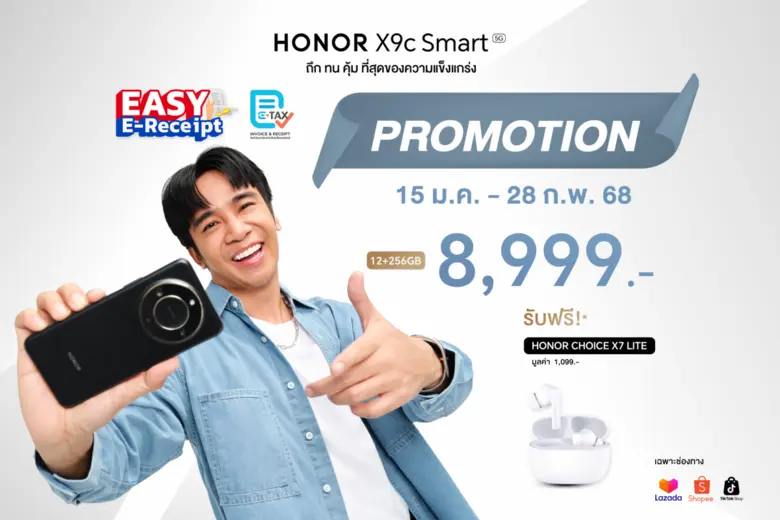 HONOR X9c Smart 5G
ถึก ทน คุ้ม ที่สุดของความแข็งแกร่ง
EASY
E-Receipt
e-TAX
INVOICE & RECEIPT
PROMOTION
15 ม.ค. - 28 ก.พ. 68
12+256GB
8,999.-
รับฟรี!*
HONOR CHOICE X7 LITE
มูลค่า 1,099.-
HONOR
เฉพาะช่องทาง
Lazada
Shopee
TikTok Shop